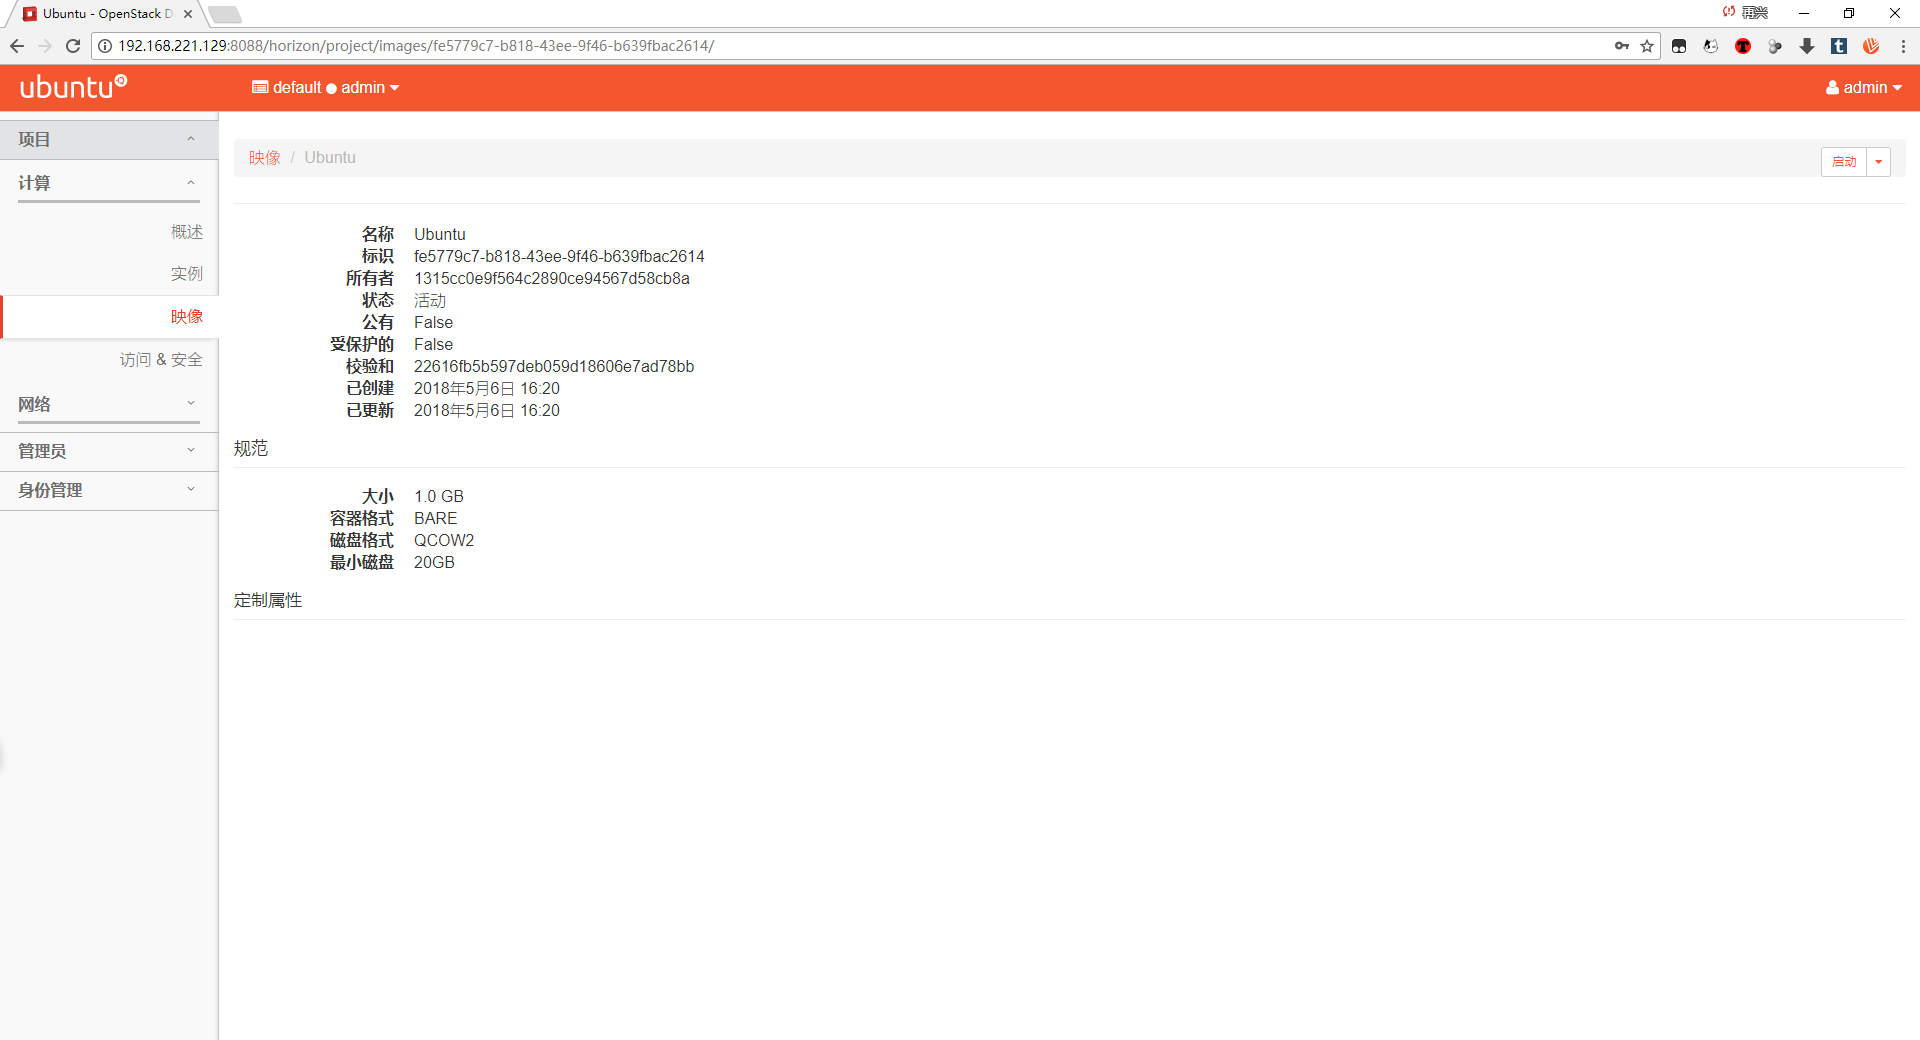 Ubuntu - OpenStack D
再兴
192.168.221.129:8088/horizon/project/images/fe5779c7-b818-43ee-9f46-b639fbac2614/
ubuntu
default
admin
admin
项目
计算
概述
实例
映像
访问 & 安全
网络
管理员
身份管理
映像 / Ubuntu
启动
名称 Ubuntu
标识 fe5779c7-b818-43ee-9f46-b639fbac2614
所有者 1315cc0e9f564c2890ce94567d58cb8a
状态 活动
公有 False
受保护的 False
校验和 22616fb5b597deb059d18606e7ad78bb
已创建 2018年5月6日 16:20
已更新 2018年5月6日 16:20
规范
大小 1.0 GB
容器格式 BARE
磁盘格式 QCOW2
最小磁盘 20GB
定制属性